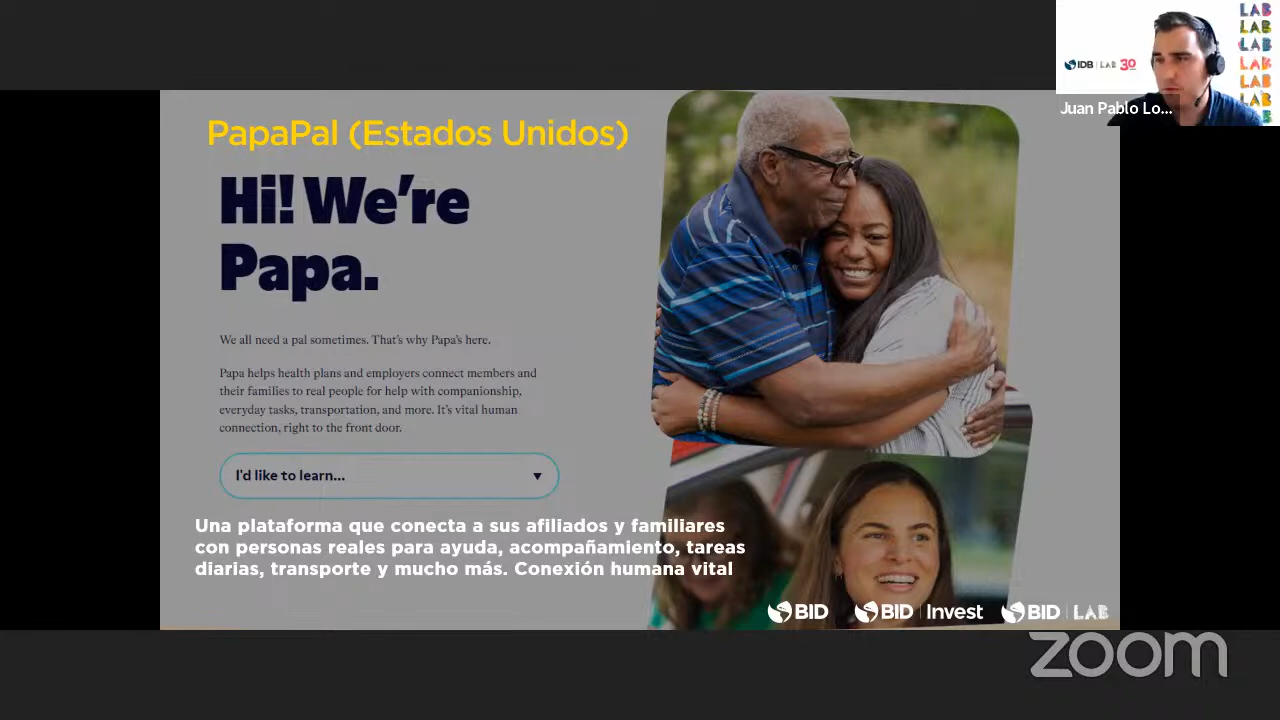 LAB
LAB
LAB
LAB
LAB
LAB
IDB | LAB 30
Juan Pablo Lo...
PapaPal (Estados Unidos)
Hi! We're
Papa.
We all need a pal sometimes. That's why Papa's here.
Papa helps health plans and employers connect members and
their families to real people for help with companionship,
everyday tasks, transportation, and more. It's vital human
connection, right to the front door.
I'd like to learn...
Una plataforma que conecta a sus afiliados y familiares
con personas reales para ayuda, acompañamiento, tareas
diarias, transporte y mucho más. Conexión humana vital
BID BID | Invest BID | LAB
zoom